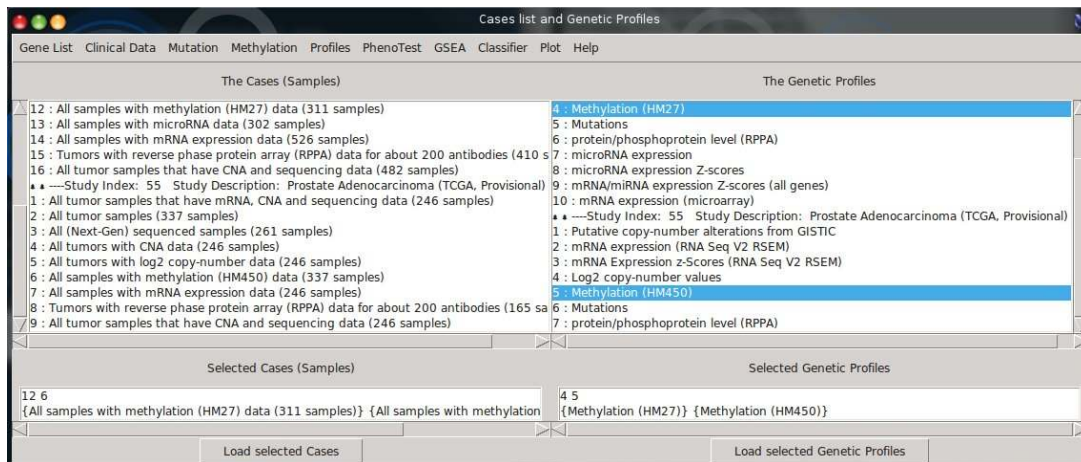 Cases list and Genetic Profiles
Gene List Clinical Data Mutation Methylation Profiles PhenoTest GSEA Classifier Plot Help
The Cases (Samples)
12 : All samples with methylation (HM27) data (311 samples)
13 : All samples with microRNA data (302 samples)
14 : All samples with mRNA expression data (526 samples)
15 : Tumors with reverse phase protein array (RPPA) data for about 200 antibodies (410 s
16 : All tumor samples that have CNA and sequencing data (482 samples)
----Study Index: 55 Study Description: Prostate Adenocarcinoma (TCGA, Provisional)
1 : All tumor samples that have mRNA, CNA and sequencing data (246 samples)
2 : All tumor samples (337 samples)
3 : All (Next-Gen) sequenced samples (261 samples)
4 : All tumors with CNA data (246 samples)
5 : All tumors with log2 copy-number data (246 samples)
6 : All samples with methylation (HM450) data (337 samples)
7 : All samples with mRNA expression data (246 samples)
8 : Tumors with reverse phase protein array (RPPA) data for about 200 antibodies (165 sa
9 : All tumor samples that have CNA and sequencing data (246 samples)
The Genetic Profiles
4 : Methylation (HM27)
5 : Mutations
6 : protein/phosphoprotein level (RPPA)
7 : microRNA expression
8 : microRNA expression Z-scores
9 : mRNA/miRNA expression Z-scores (all genes)
10 : mRNA expression (microarray)
----Study Index: 55 Study Description: Prostate Adenocarcinoma (TCGA, Provisional)
1 : Putative copy-number alterations from GISTIC
2 : mRNA expression (RNA Seq V2 RSEM)
3 : mRNA Expression z-Scores (RNA Seq V2 RSEM)
4 : Log2 copy-number values
5 : Methylation (HM450)
6 : Mutations
7 : protein/phosphoprotein level (RPPA)
Selected Cases (Samples)
12 6
{All samples with methylation (HM27) data (311 samples)} {All samples with methylation
Load selected Cases
Selected Genetic Profiles
4 5
{Methylation (HM27)} {Methylation (HM450)}
Load selected Genetic Profiles